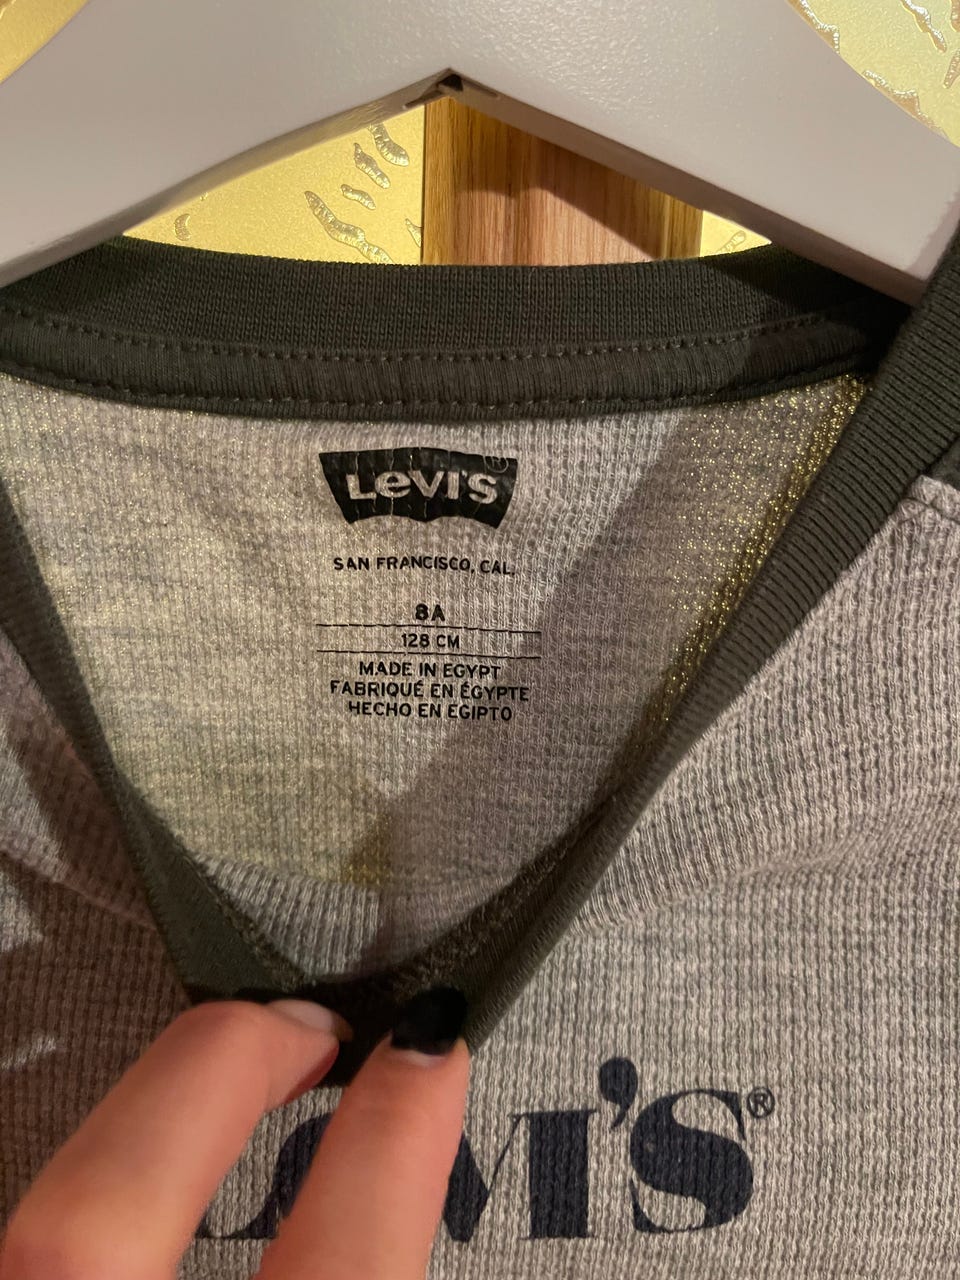 Levi's®
SAN FRANCISCO, CAL.
8A
128 CM
MADE IN EGYPT
FABRIQUÉ EN ÉGYPTE
HECHO EN EGIPTO
®